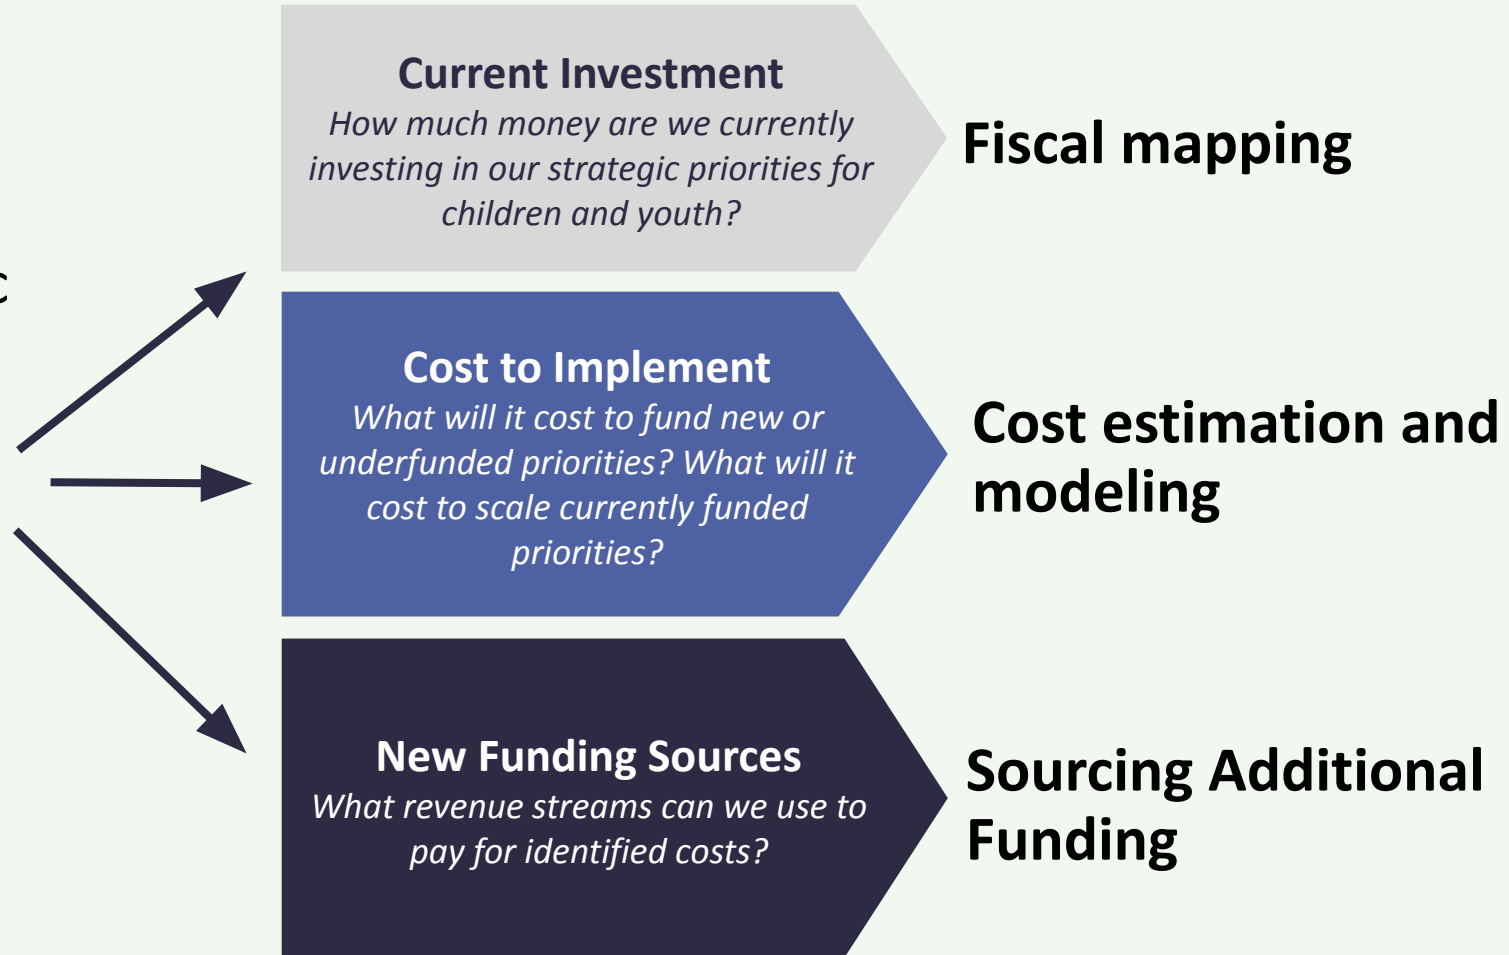 Current Investment
How much money are we currently
investing in our strategic priorities for
children and youth?
Fiscal mapping
c
Cost to Implement
What will it cost to fund new or
underfunded priorities? What will it
cost to scale currently funded
priorities?
Cost estimation and
modeling
New Funding Sources
What revenue streams can we use to
pay for identified costs?
Sourcing Additional
Funding